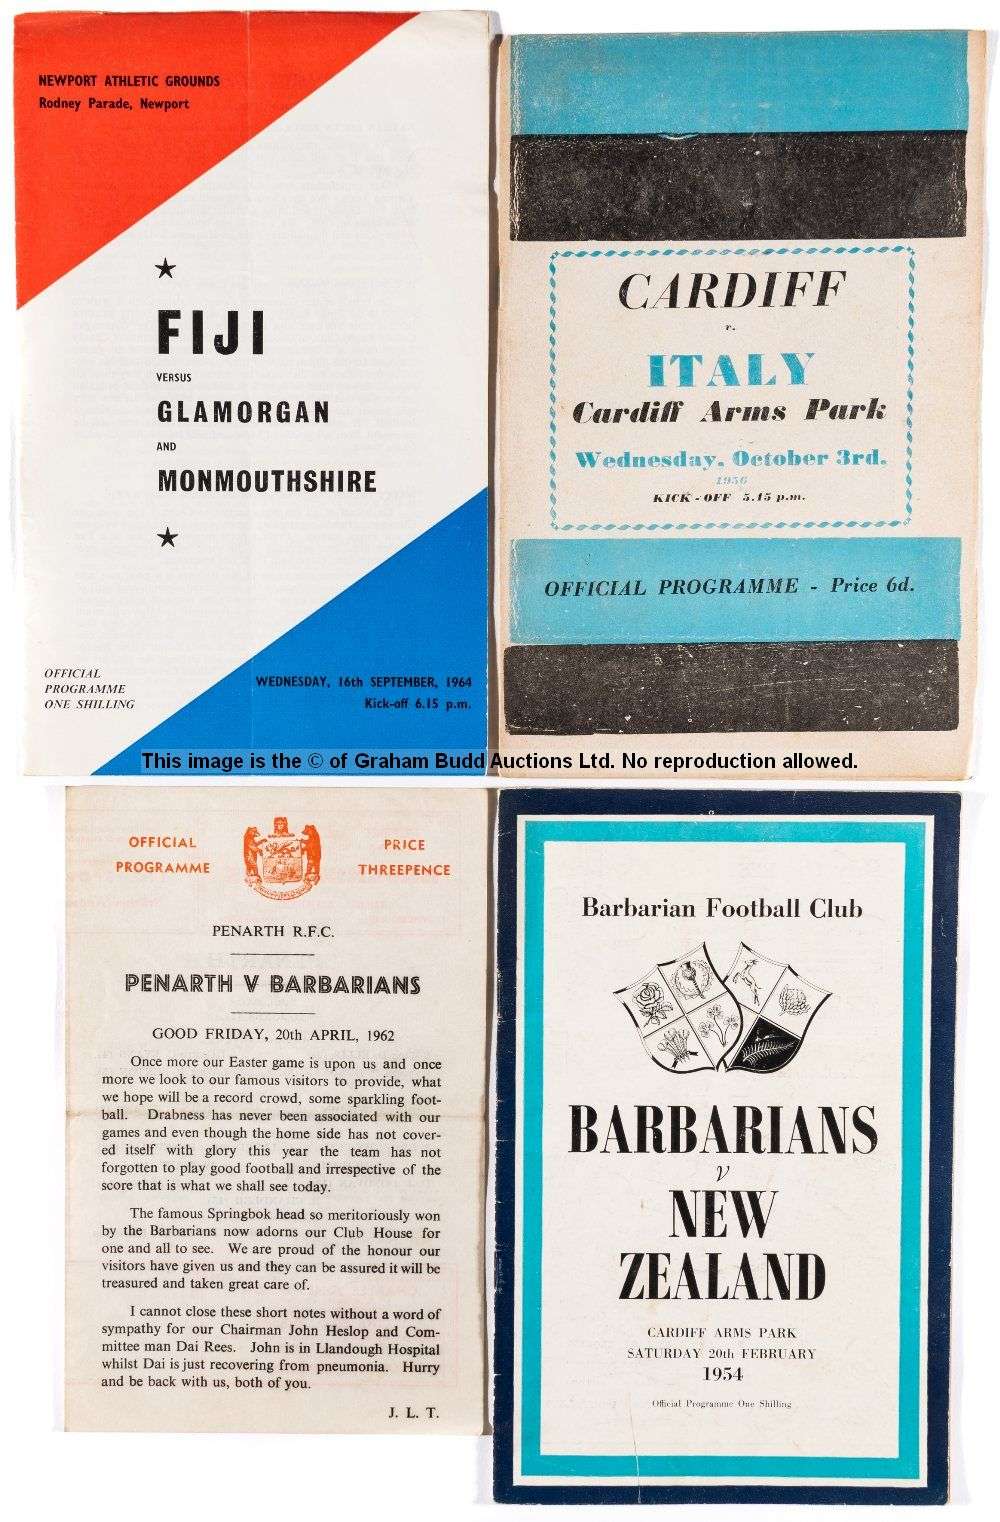 NEWPORT ATHLETIC GROUNDS
Rodney Parade, Newport
FIJI
VERSUS
GLAMORGAN
AND
MONMOUTHSHIRE
OFFICIAL
PROGRAMME
ONE SHILLING
WEDNESDAY, 16th SEPTEMBER, 1964
Kick-off 6.15 p.m.
CARDIFF
v.
ITALY
Cardiff Arms Park
Wednesday, October 3rd,
1956
KICK - OFF 5.15 p.m.
OFFICIAL PROGRAMME - Price 6d.
This image is the © of Graham Budd Auctions Ltd. No reproduction allowed.
OFFICIAL
PROGRAMME
PRICE
THREEPENCE
PENARTH R.F.C.
PENARTH V BARBARIANS
GOOD FRIDAY, 20th APRIL, 1962
Once more our Easter game is upon us and once
more we look to our famous visitors to provide, what
we hope will be a record crowd, some sparkling foot-
ball. Drabness has never been associated with our
games and even though the home side has not cover-
ed itself with glory this year the team has not
forgotten to play good football and irrespective of the
score that is what we shall see today.
The famous Springbok head so meritoriously won
by the Barbarians now adorns our Club House for
one and all to see. We are proud of the honour our
visitors have given us and they can be assured it will be
treasured and taken great care of.
I cannot close these short notes without a word of
sympathy for our Chairman John Heslop and Com-
mittee man Dai Rees. John is in Llandough Hospital
whilst Dai is just recovering from pneumonia. Hurry
and be back with us, both of you.
J. L. T.
Barbarian Football Club
BARBARIANS
v
NEW
ZEALAND
CARDIFF ARMS PARK
SATURDAY 20th FEBRUARY
1954
Official Programme One Shilling